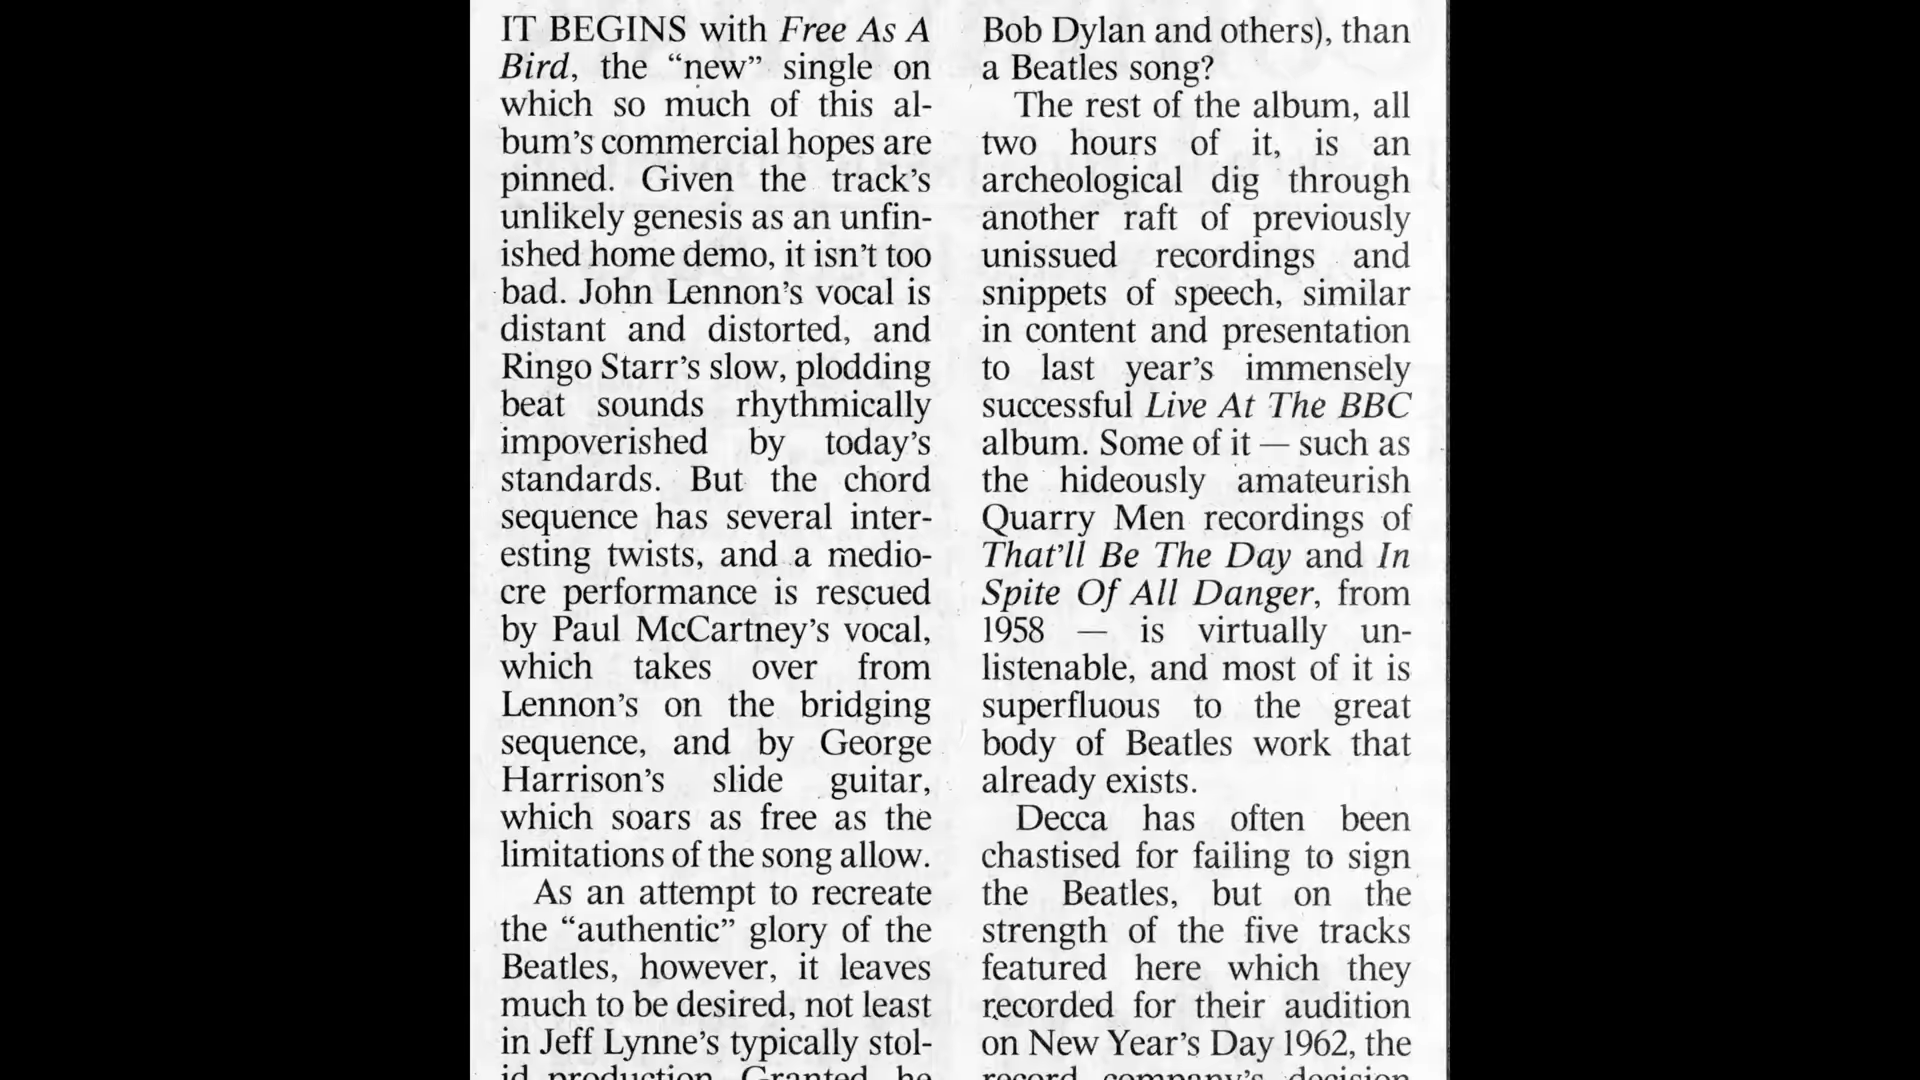 IT BEGINS with Free As A
Bird, the “new” single on
which so much of this al-
bum’s commercial hopes are
pinned. Given the track’s
unlikely genesis as an unfin-
ished home demo, it isn’t too
bad. John Lennon’s vocal is
distant and distorted, and
Ringo Starr’s slow, plodding
beat sounds rhythmically
impoverished by today’s
standards. But the chord
sequence has several inter-
esting twists, and a medio-
cre performance is rescued
by Paul McCartney’s vocal,
which takes over from
Lennon’s on the bridging
sequence, and by George
Harrison’s slide guitar,
which soars as free as the
limitations of the song allow.
As an attempt to recreate
the “authentic” glory of the
Beatles, however, it leaves
much to be desired, not least
in Jeff Lynne’s typically stol-
id production. Granted, he
Bob Dylan and others), than
a Beatles song?
The rest of the album, all
two hours of it, is an
archeological dig through
another raft of previously
unissued recordings and
snippets of speech, similar
in content and presentation
to last year’s immensely
successful Live At The BBC
album. Some of it — such as
the hideously amateurish
Quarry Men recordings of
That’ll Be The Day and In
Spite Of All Danger, from
1958 — is virtually un-
listenable, and most of it is
superfluous to the great
body of Beatles work that
already exists.
Decca has often been
chastised for failing to sign
the Beatles, but on the
strength of the five tracks
featured here which they
recorded for their audition
on New Year’s Day 1962, the
record company’s decision